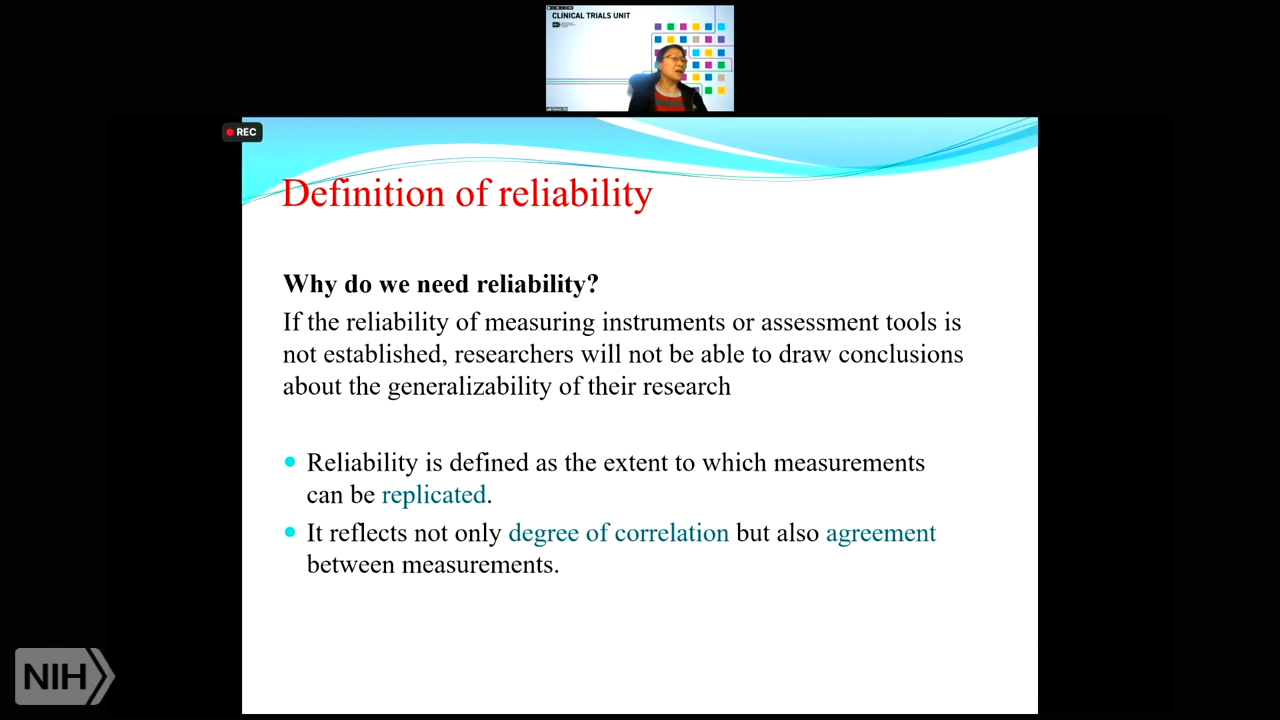 CLINICAL TRIALS UNIT
REC
Definition of reliability
Why do we need reliability?
If the reliability of measuring instruments or assessment tools is
not established, researchers will not be able to draw conclusions
about the generalizability of their research
Reliability is defined as the extent to which measurements
can be replicated.
It reflects not only degree of correlation but also agreement
between measurements.
NIH